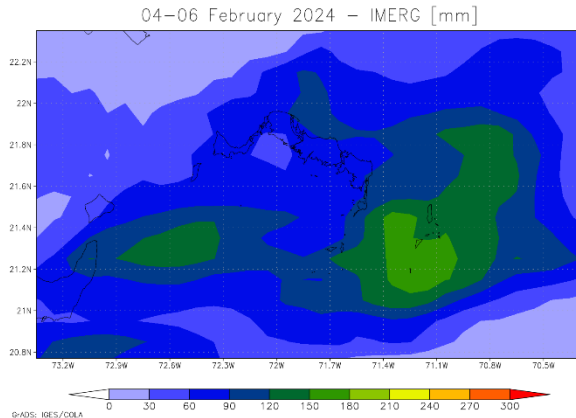 04-06 February 2024 - IMERG [mm]
22.2N
22N
21.8N
21.6N
21.4N
21.2N
21N
20.8N
73.2W 72.9W 72.6W 72.3W 72W 71.7W 71.4W 71.1W 70.8W 70.5W
0 30 60 90 120 150 180 210 240 270 300
GrADS: IGES/COLA